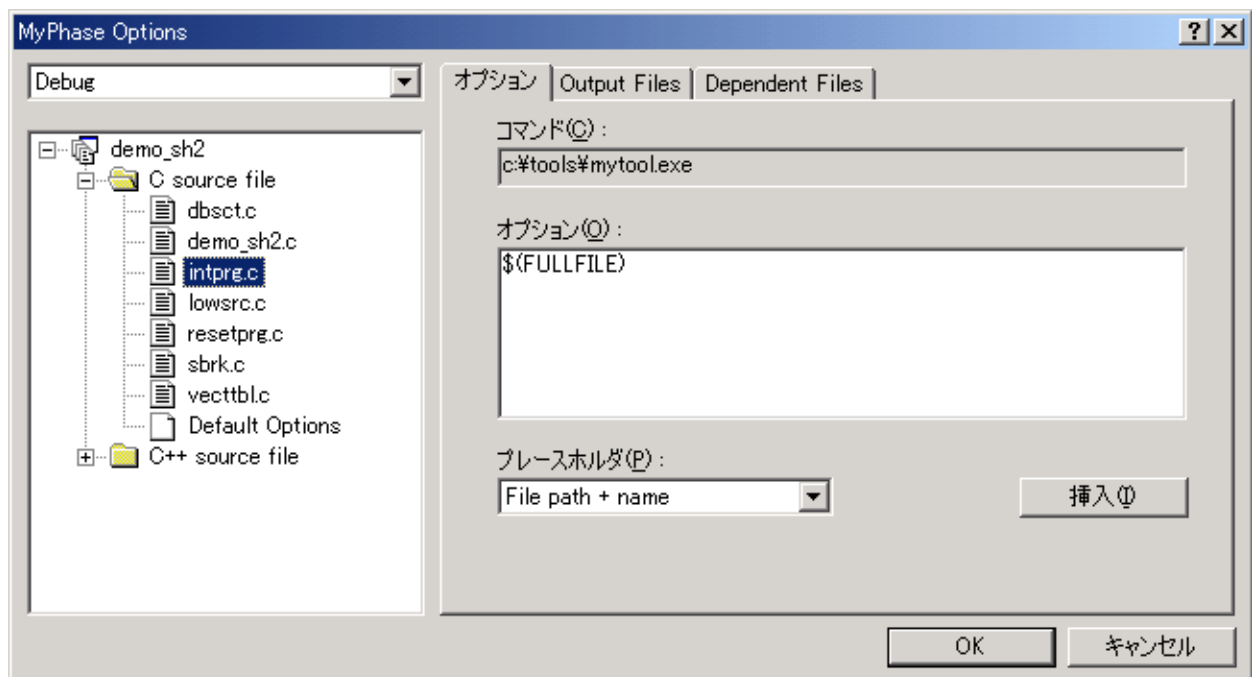 MyPhase Options
Debug
demo_sh2
C source file
dbsct.c
demo_sh2.c
intprg.c
lowsrc.c
resetprg.c
sbrk.c
vecttbl.c
Default Options
C++ source file
オプション Output Files Dependent Files
コマンド(C) :
c:¥tools¥mytool.exe
オプション(O) :
$(FULLFILE)
プレースホルダ(P) :
File path + name
挿入(I)
OK キャンセル